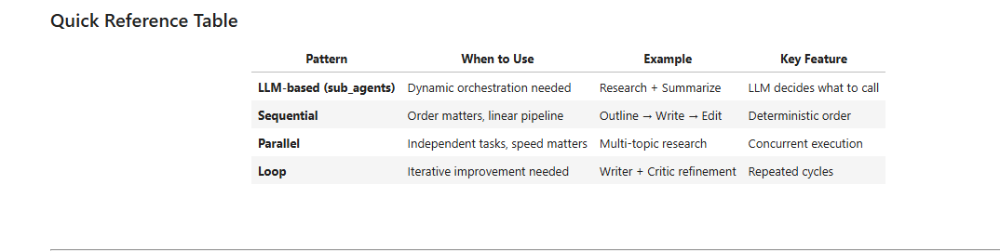 Quick Reference Table
Pattern When to Use Example Key Feature
LLM-based (sub_agents) Dynamic orchestration needed Research + Summarize LLM decides what to call
Sequential Order matters, linear pipeline Outline → Write → Edit Deterministic order
Parallel Independent tasks, speed matters Multi-topic research Concurrent execution
Loop Iterative improvement needed Writer + Critic refinement Repeated cycles